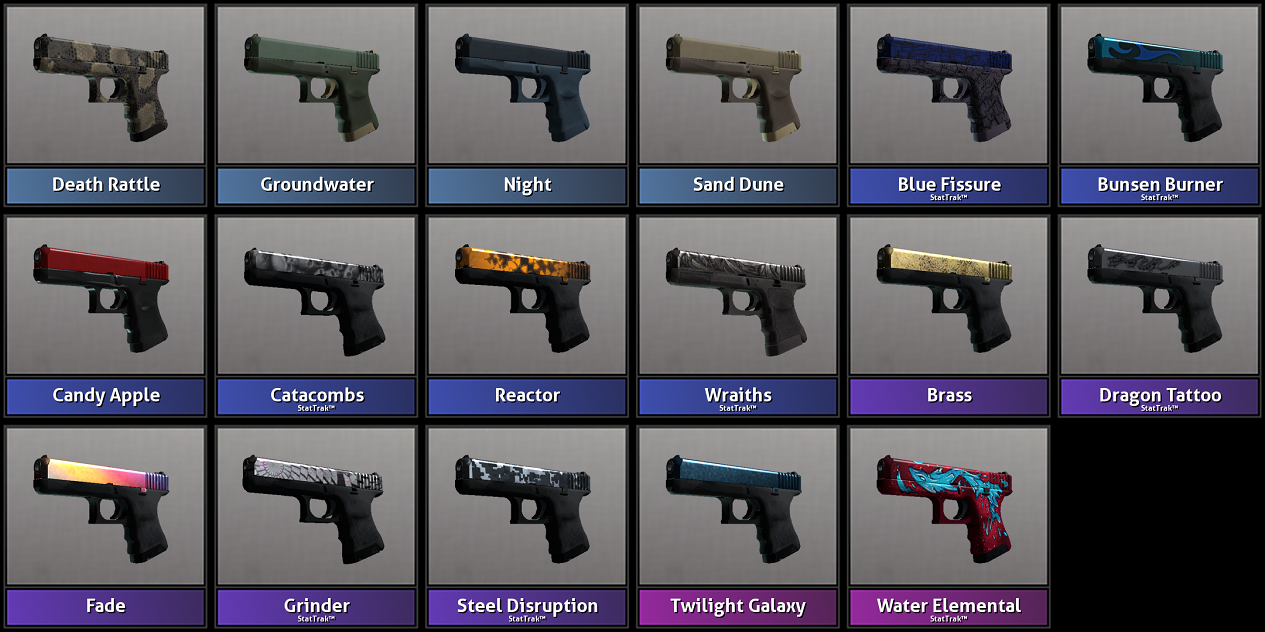 Death Rattle
Groundwater
Night
Sand Dune
Blue Fissure
StatTrak™
Bunsen Burner
StatTrak™
Candy Apple
Catacombs
StatTrak™
Reactor
Wraiths
StatTrak™
Brass
Dragon Tattoo
StatTrak™
Fade
Grinder
StatTrak™
Steel Disruption
StatTrak™
Twilight Galaxy
Water Elemental
StatTrak™